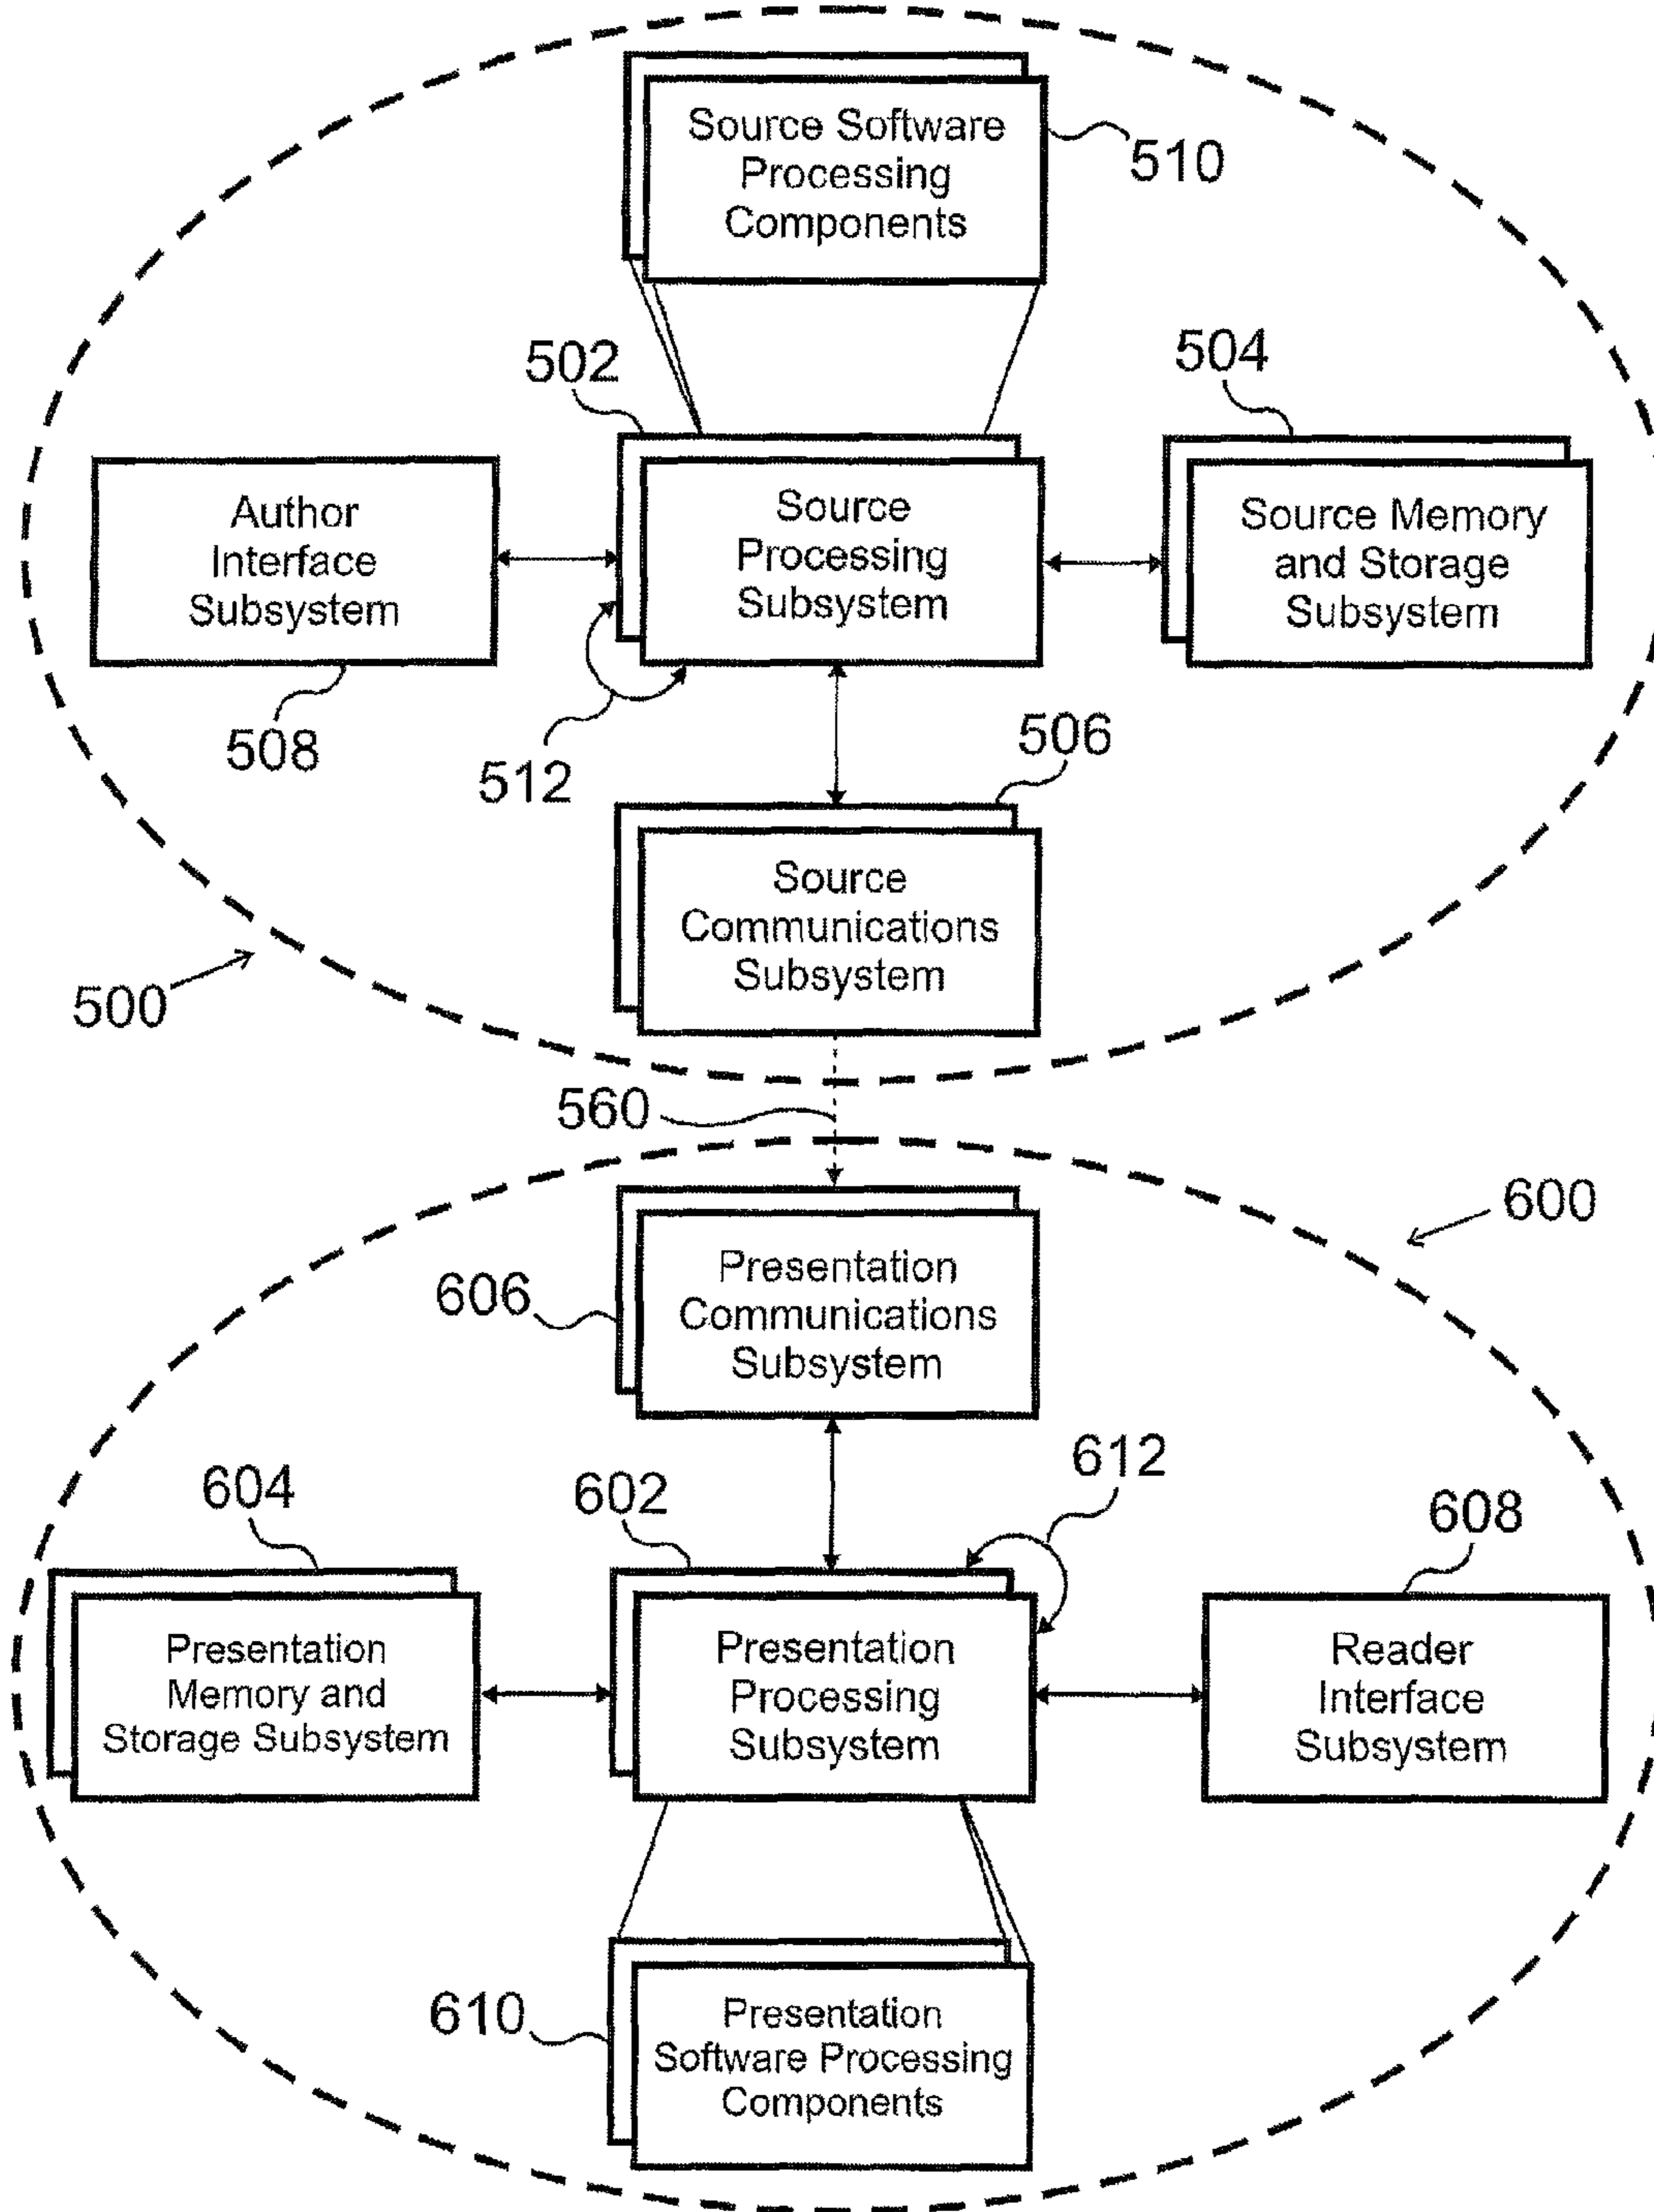 Source Software
Processing
Components
510
502
504
Author
Interface
Subsystem
Source
Processing
Subsystem
Source Memory
and Storage
Subsystem
508
512
506
Source
Communications
Subsystem
500
560
600
Presentation
Communications
Subsystem
606
604
602
612
608
Presentation
Memory and
Storage Subsystem
Presentation
Processing
Subsystem
Reader
Interface
Subsystem
610
Presentation
Software Processing
Components